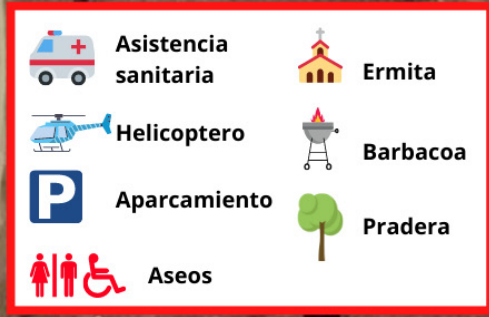 Asistencia
sanitaria
Helicoptero
P
Aparcamiento
Aseos
Ermita
Barbacoa
Pradera